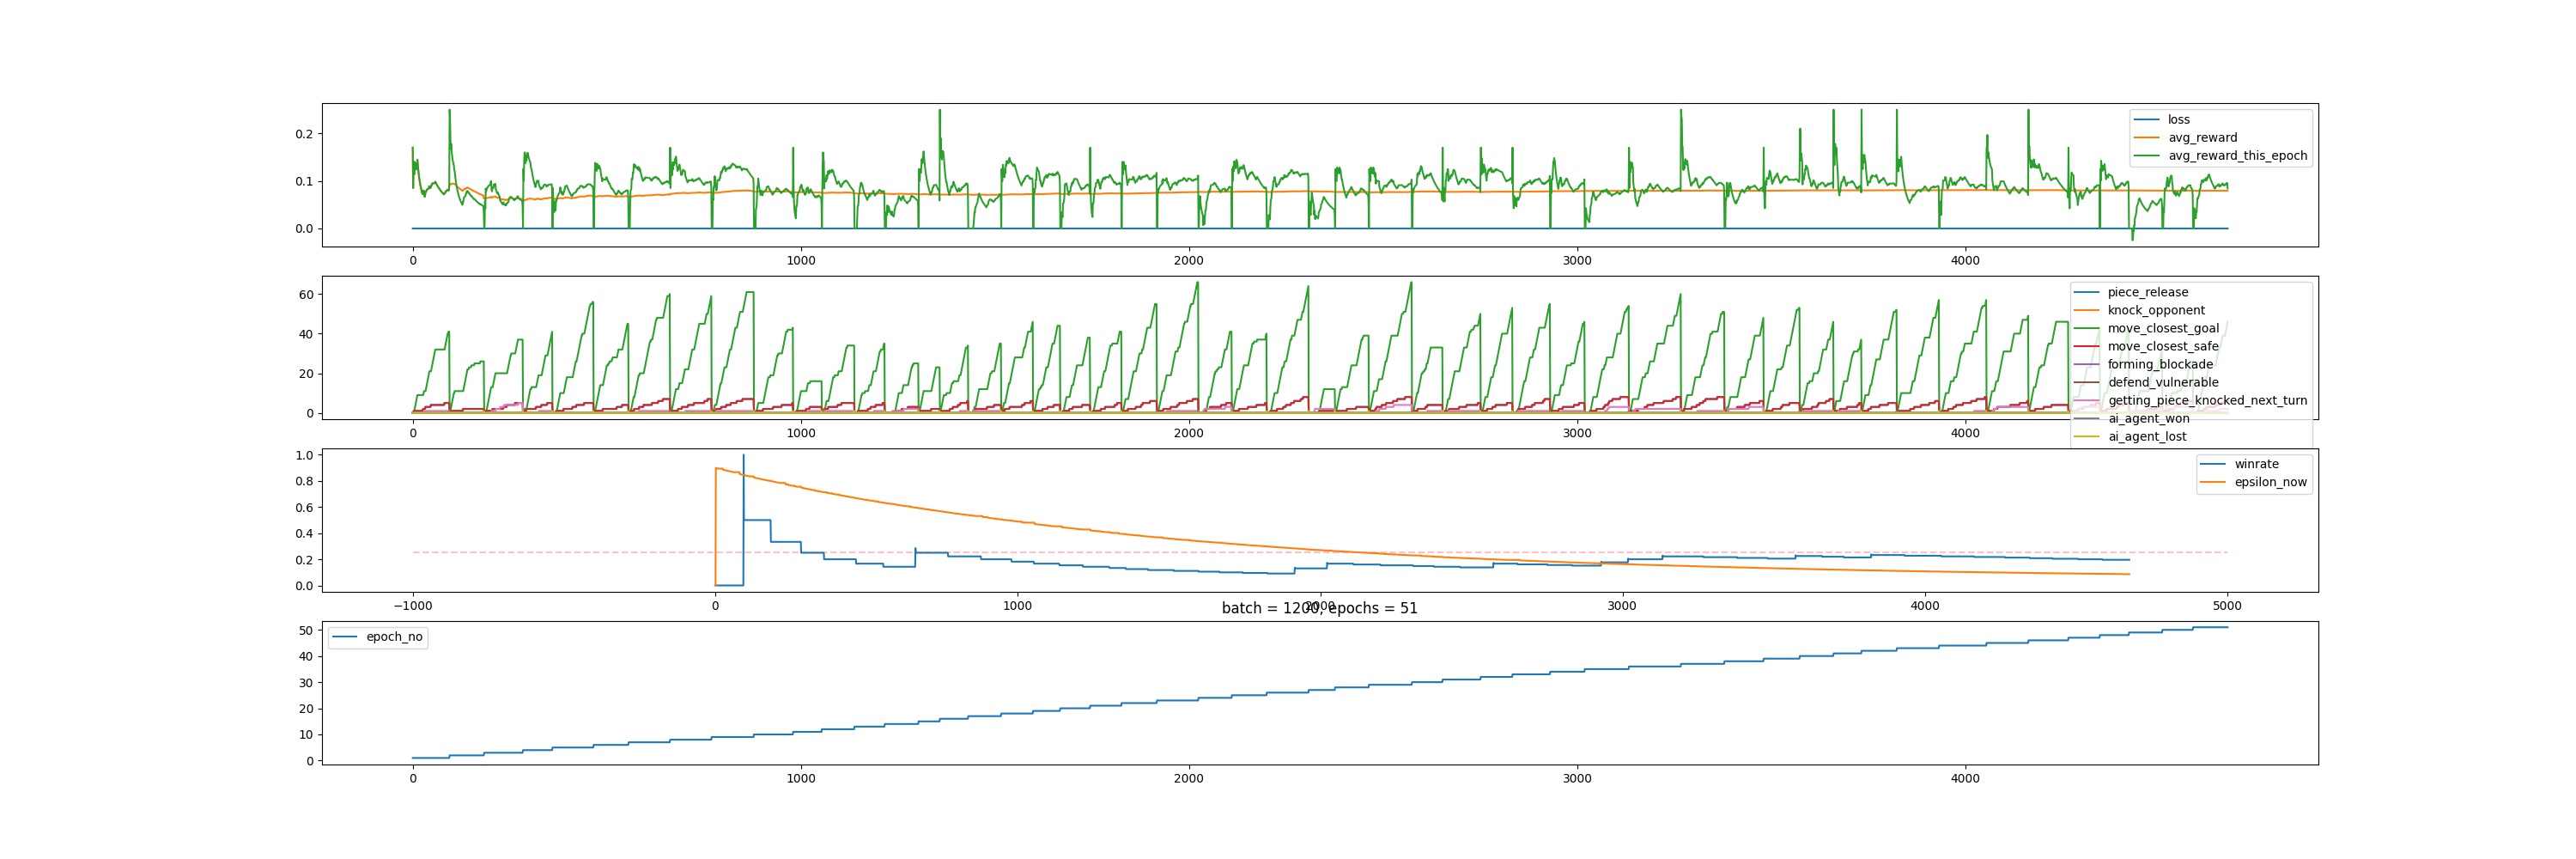 0.2
0.1
0.0
loss
avg_reward
avg_reward_this_epoch
0 1000 2000 3000 4000
60
40
20
0
piece_release
knock_opponent
move_closest_goal
move_closest_safe
forming_blockade
defend_vulnerable
getting_piece_knocked_next_turn
ai_agent_won
ai_agent_lost
0 1000 2000 3000 4000
1.0
0.8
0.6
0.4
0.2
0.0
winrate
epsilon_now
−1000 0 1000 2000 3000 4000 5000
batch = 1200, epochs = 51
50
40
30
20
10
0
epoch_no
0 1000 2000 3000 4000